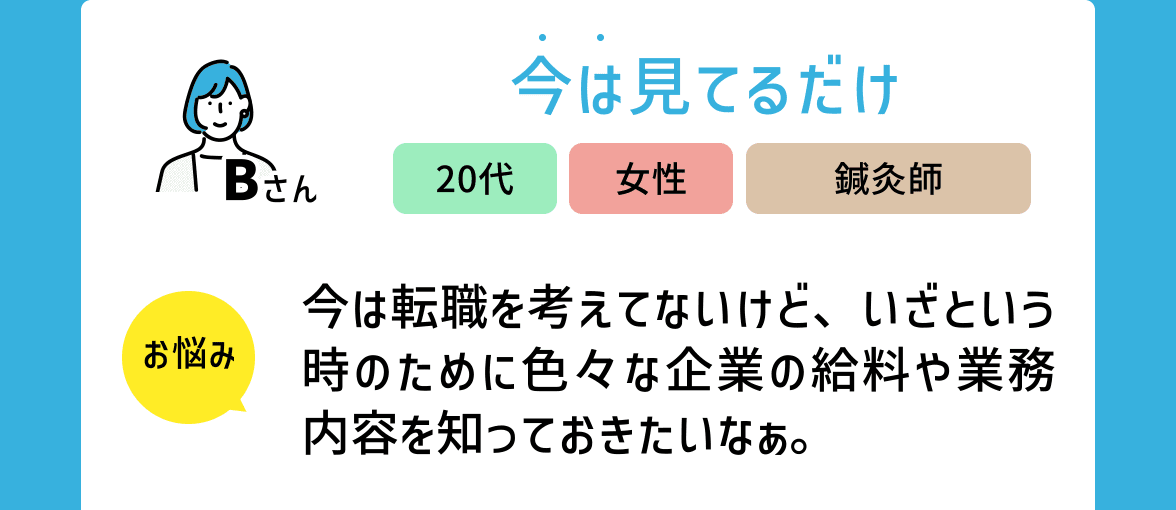 今は見てるだけ
Bさん
20代
女性
鍼灸師
お悩み
今は転職を考えてないけど、いざという
時のために色々な企業の給料や業務
内容を知っておきたいなぁ。